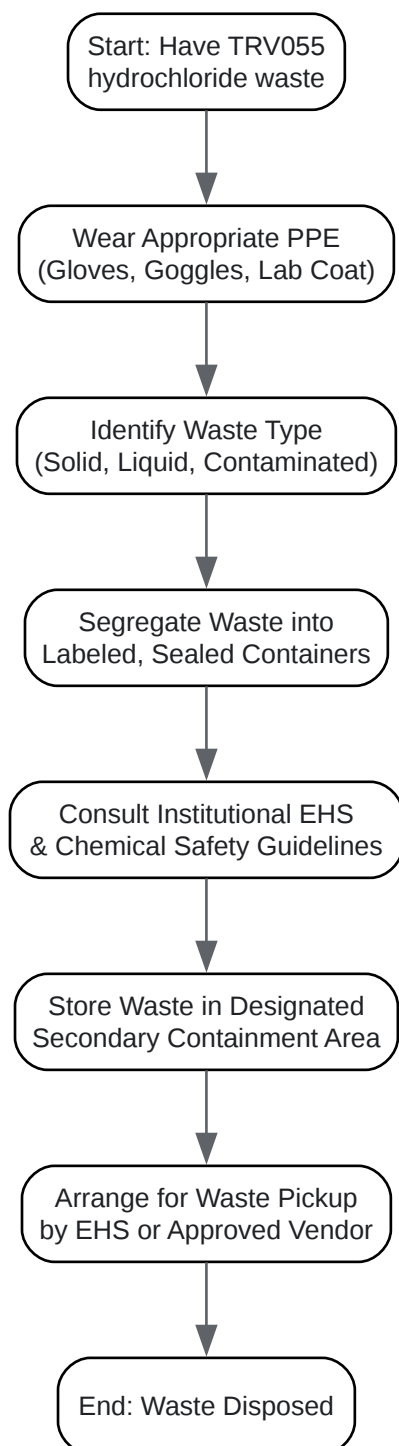 Start: Have TRV055
hydrochloride waste
Wear Appropriate PPE
(Gloves, Goggles, Lab Coat)
Identify Waste Type
(Solid, Liquid, Contaminated)
Segregate Waste into
Labeled, Sealed Containers
Consult Institutional EHS
& Chemical Safety Guidelines
Store Waste in Designated
Secondary Containment Area
Arrange for Waste Pickup
by EHS or Approved Vendor
End: Waste Disposed